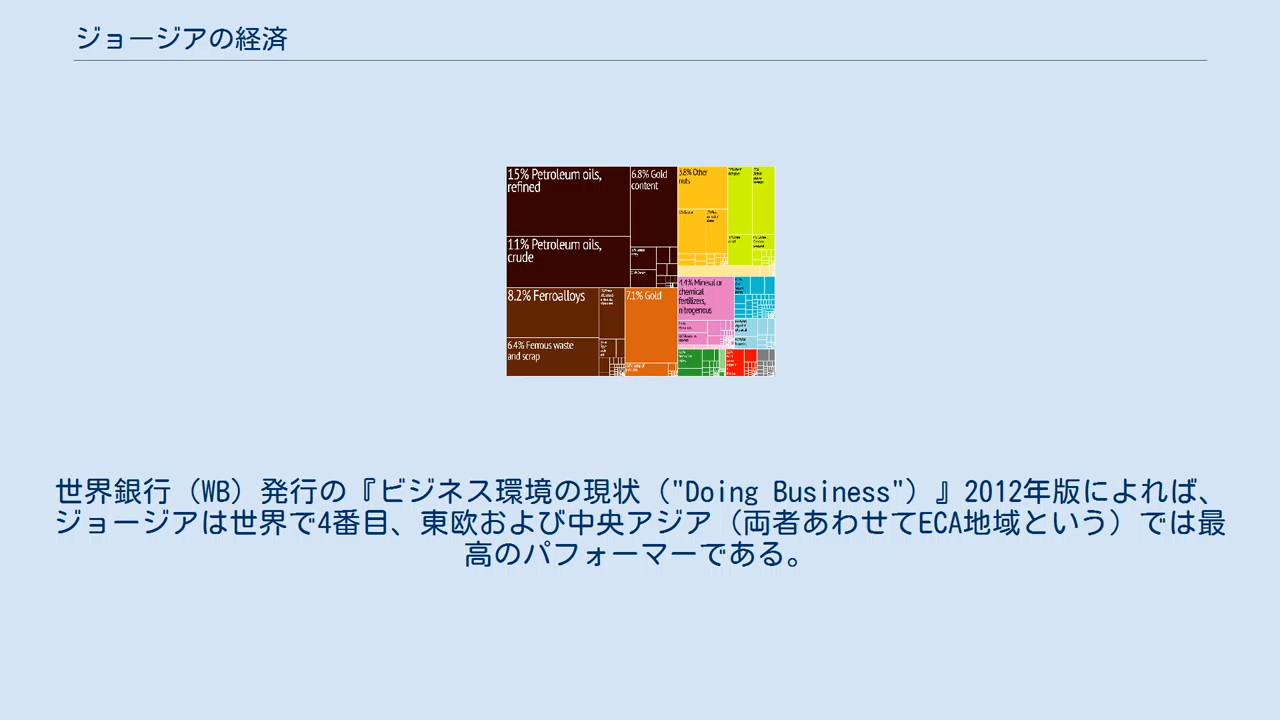 ジョージアの経済
15% Petroleum oils,
refined
6.8% Gold
content
3.8% Other
nuts
11% Petroleum oils,
crude
8.2% Ferroalloys
7.1% Gold
4.4% Mineral or
chemical
fertilizers,
nitrogenous
6.4% Ferrous waste
and scrap
世界銀行（WB）発行の『ビジネス環境の現状（"Doing Business"）』2012年版によれば、
ジョージアは世界で4番目、東欧および中央アジア（両者あわせてECA地域という）では最
高のパフォーマーである。